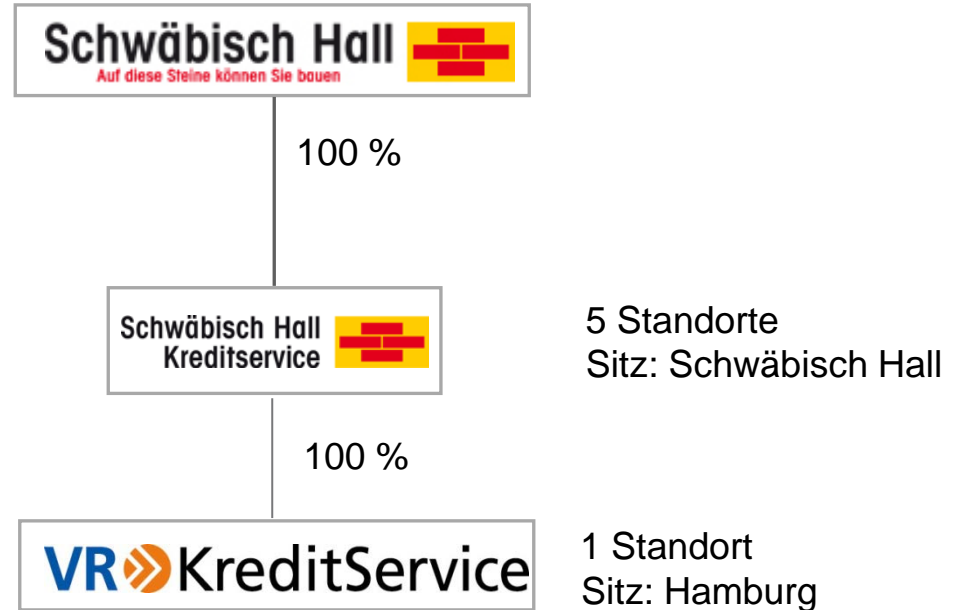 Schwäbisch Hall
Auf diese Steine können Sie bauen
100 %
Schwäbisch Hall
Kreditservice
5 Standorte
Sitz: Schwäbisch Hall
100 %
VR KreditService
1 Standort
Sitz: Hamburg